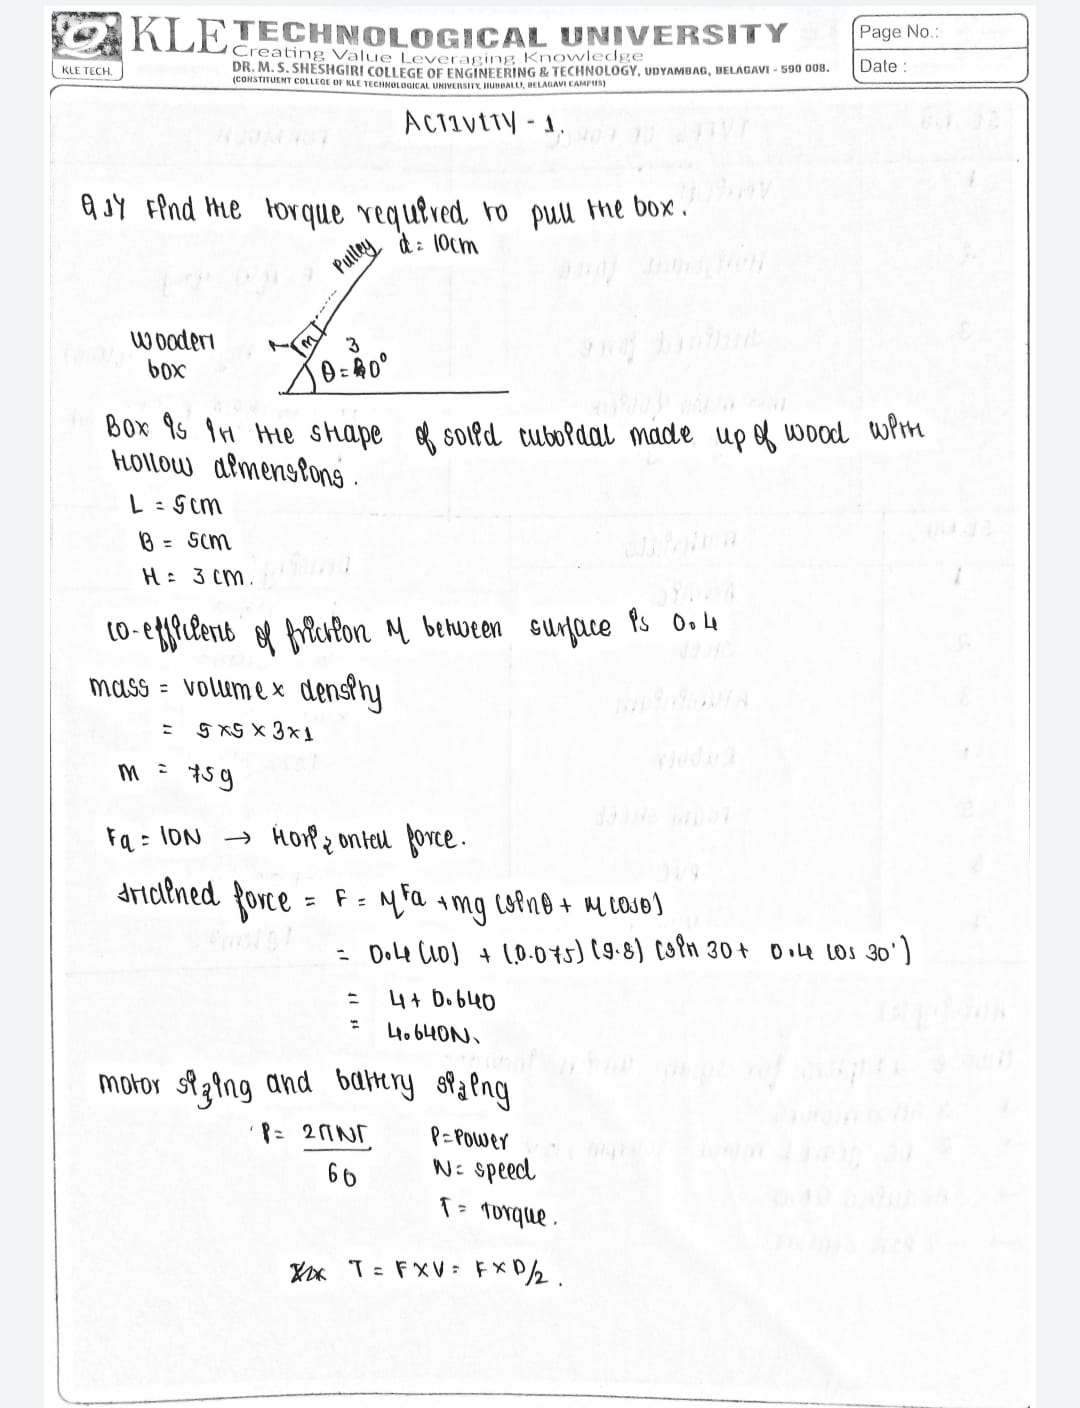 KLE TECH.
KLE TECHNOLOGICAL UNIVERSITY
Creating Value Leveraging Knowledge
DR. M. S. SHESHGIRI COLLEGE OF ENGINEERING & TECHNOLOGY, UDYAMBAG, BELAGAVI - 590 008.
(CONSTITUENT COLLEGE OF KLE TECHNOLOGICAL UNIVERSITY, HUBBALLI, BELAGAVI CAMPUS)
Page No.:
Date :
ACTIVITY - 1.
Find the torque required to pull the box.
pulley d = 10cm
wooden
box
m
3
θ = 30°
Box is in the shape of solid cuboidal made up of wood with
Hollow dimensions.
L = 5cm
B = 5cm
H = 3 cm.
co-efficient of friction M between surface is 0.4
mass = volume x density
= 5 x 5 x 3 x 1
m = 75g
Fa = 10N → Horizontal force.
Inclined force = F = MFa + mg (sinθ + M cosθ)
= 0.4 (10) + (0.075) (9.8) (sin 30 + 0.4 cos 30°)
= 4 + 0.640
= 4.640N.
motor sizing and battery sizing
P = 2ΠNT P = Power
60 N = speed
T = torque.
T = F x V = F x D/2 .